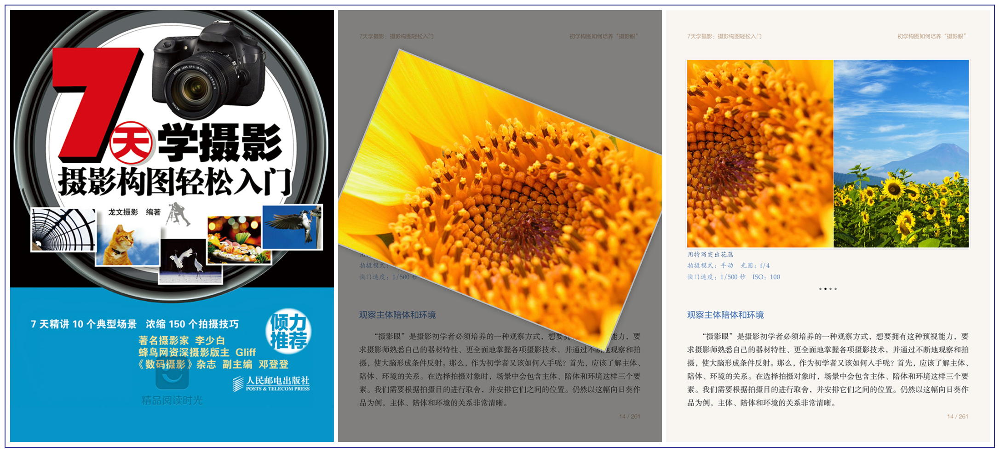 7天学摄影
摄影构图轻松入门
龙文摄影 编著
ZOOM LENS EF-S 18-135mm 1:3.5-5.6 IS
7 天精讲 10 个典型场景 浓缩 150 个拍摄技巧
倾力
推荐
著名摄影家 李少白
蜂鸟网资深摄影版主 Gliff
《数码摄影》杂志 副主编 邓登登
人民邮电出版社
POSTS & TELECOM PRESS
精品阅读时光
7天学摄影：摄影构图轻松入门 初学构图如何培养“摄影眼”
用
拍摄模式：
快门速度：1/500 秒
观察主体陪体和环境
“摄影眼”是摄影初学者必须培养的一种观察方式，想要拥 能力，要
求摄影师熟悉自己的器材特性、更全面地掌握各项摄影技术，并通过不断地观察和拍
摄，使大脑形成条件反射。那么，作为初学者又该如何入手呢？首先，应该了解主体、
陪体、环境的关系。在选择拍摄对象时，场景中会包含主体、陪体和环境这样三个要
素。我们需要根据拍摄目的进行取舍，并安排它们之间的位置。仍然以这幅向日葵作
品为例，主体、陪体和环境的关系非常清晰。
14 / 261
7天学摄影：摄影构图轻松入门 初学构图如何培养“摄影眼”
用特写突出花蕊
拍摄模式：手动 光圈：f/4
快门速度：1/500 秒 ISO：100
观察主体陪体和环境
“摄影眼”是摄影初学者必须培养的一种观察方式，想要拥有这种预视能力，要
求摄影师熟悉自己的器材特性、更全面地掌握各项摄影技术，并通过不断地观察和拍
摄，使大脑形成条件反射。那么，作为初学者又该如何入手呢？首先，应该了解主体、
陪体、环境的关系。在选择拍摄对象时，场景中会包含主体、陪体和环境这样三个要
素。我们需要根据拍摄目的进行取舍，并安排它们之间的位置。仍然以这幅向日葵作
品为例，主体、陪体和环境的关系非常清晰。
14 / 261